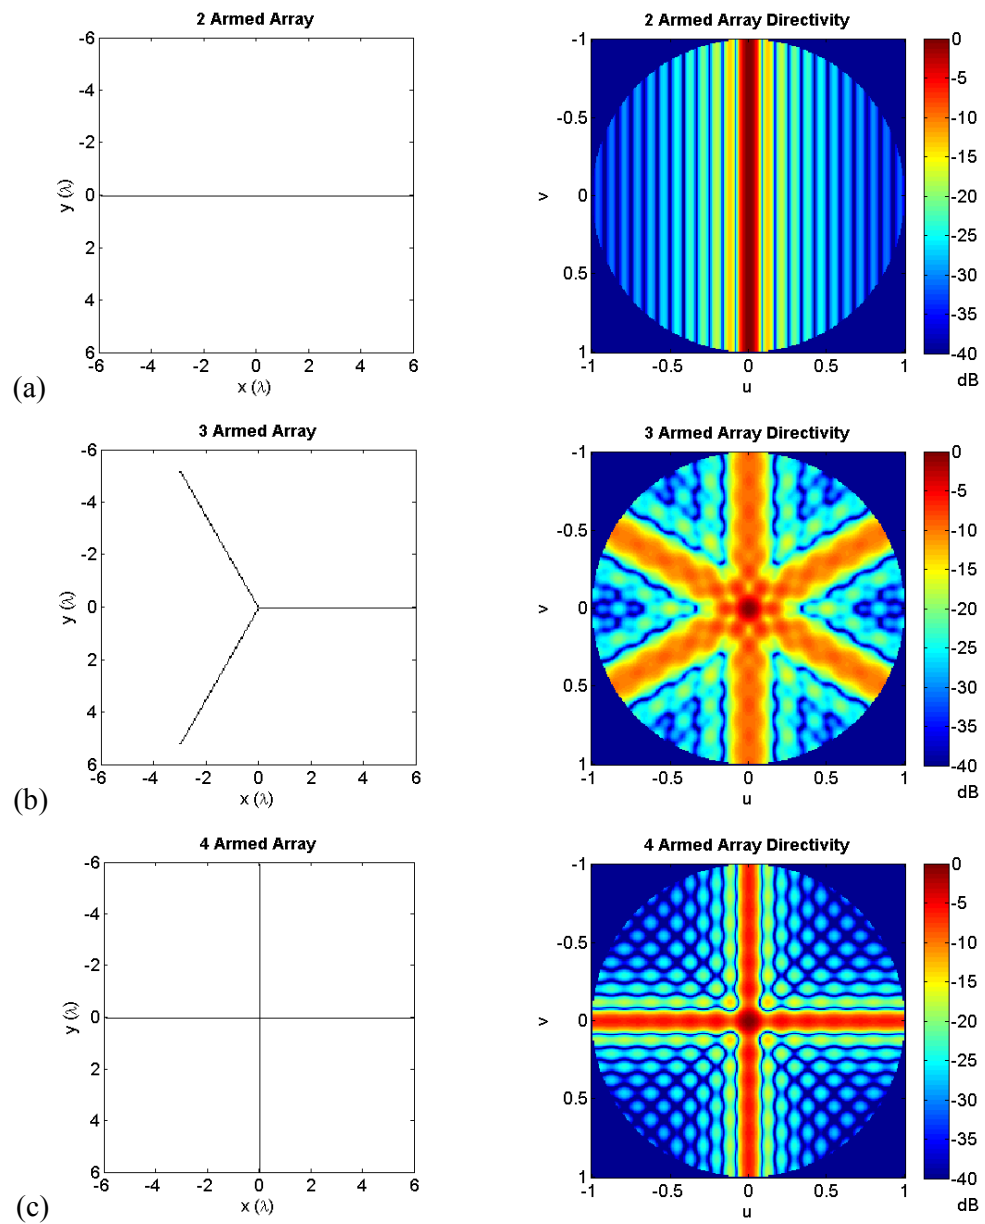 2 Armed Array
-6
-4
-2
0
2
4
6
y (λ)
-6 -4 -2 0 2 4 6
x (λ)
2 Armed Array Directivity
-1
-0.5
0
0.5
1
v
-1 -0.5 0 0.5 1
u
0
-5
-10
-15
-20
-25
-30
-35
-40
dB
(a)
3 Armed Array
-6
-4
-2
0
2
4
6
y (λ)
-6 -4 -2 0 2 4 6
x (λ)
3 Armed Array Directivity
-1
-0.5
0
0.5
1
v
-1 -0.5 0 0.5 1
u
0
-5
-10
-15
-20
-25
-30
-35
-40
dB
(b)
4 Armed Array
-6
-4
-2
0
2
4
6
y (λ)
-6 -4 -2 0 2 4 6
x (λ)
4 Armed Array Directivity
-1
-0.5
0
0.5
1
v
-1 -0.5 0 0.5 1
u
0
-5
-10
-15
-20
-25
-30
-35
-40
dB
(c)